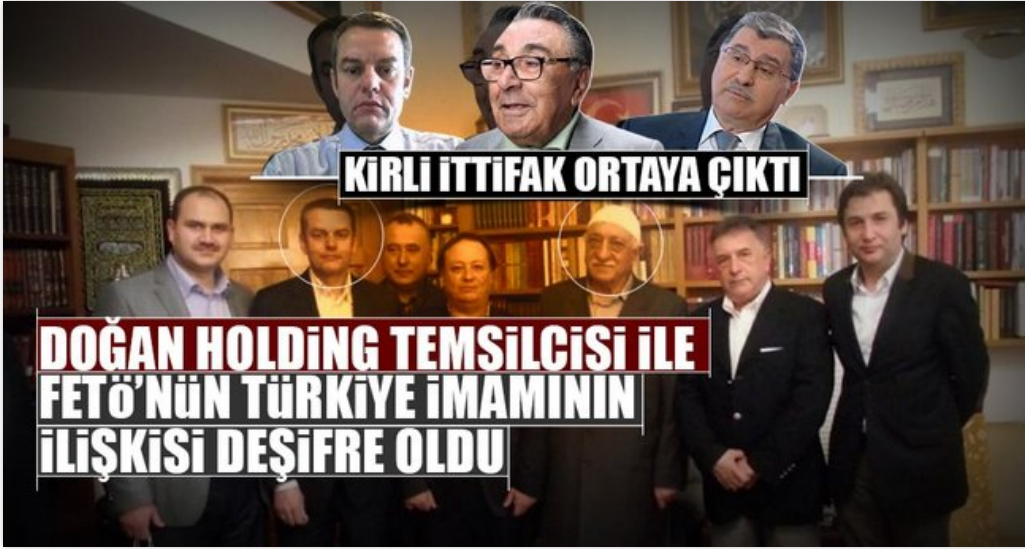 KİRLİ İTTİFAK ORTAYA ÇIKTI
DOĞAN HOLDİNG TEMSİLCİSİ İLE
FETÖ'NÜN TÜRKİYE İMAMININ
İLİŞKİSİ DEŞİFRE OLDU